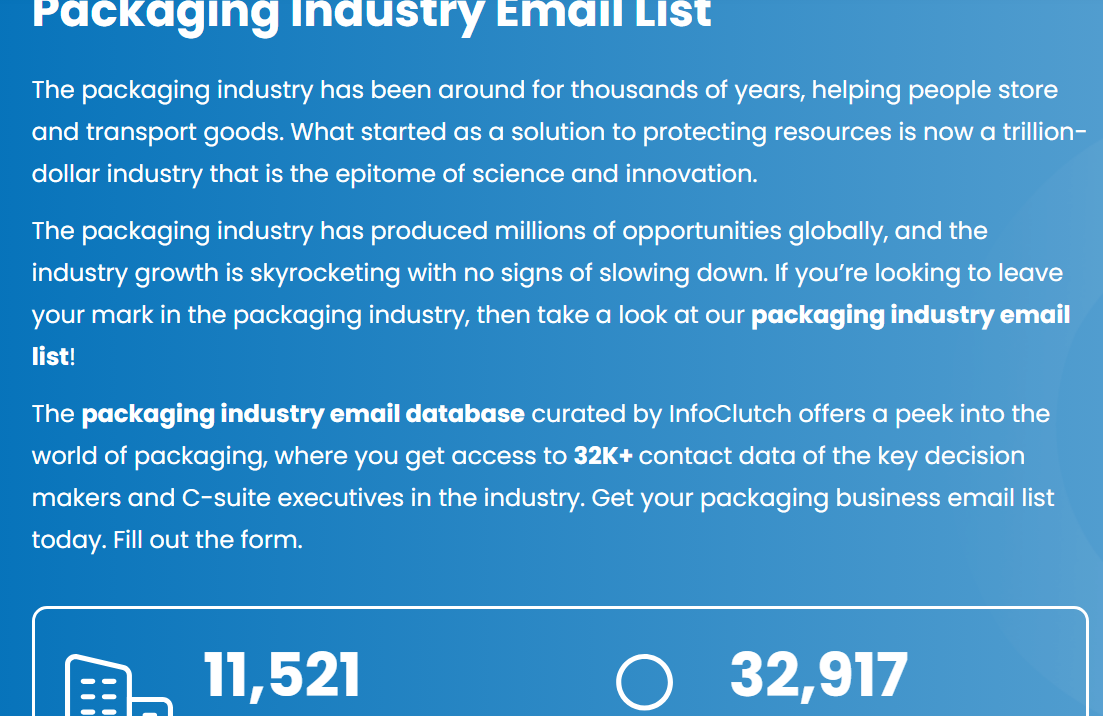 Packaging Industry Email List
The packaging industry has been around for thousands of years, helping people store
and transport goods. What started as a solution to protecting resources is now a trillion-
dollar industry that is the epitome of science and innovation.
The packaging industry has produced millions of opportunities globally, and the
industry growth is skyrocketing with no signs of slowing down. If you’re looking to leave
your mark in the packaging industry, then take a look at our packaging industry email
list!
The packaging industry email database curated by InfoClutch offers a peek into the
world of packaging, where you get access to 32K+ contact data of the key decision
makers and C-suite executives in the industry. Get your packaging business email list
today. Fill out the form.
11,521 32,917